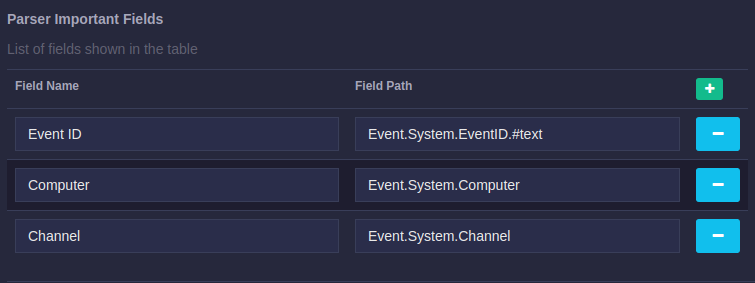 Parser Important Fields
List of fields shown in the table
Field Name Field Path +
Event ID Event.System.EventID.#text −
Computer Event.System.Computer −
Channel Event.System.Channel −